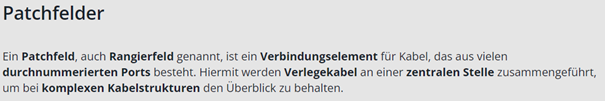 Patchfelder
Ein Patchfeld, auch Rangierfeld genannt, ist ein Verbindungselement für Kabel, das aus vielen
durchnummerierten Ports besteht. Hiermit werden Verlegekabel an einer zentralen Stelle zusammengeführt,
um bei komplexen Kabelstrukturen den Überblick zu behalten.